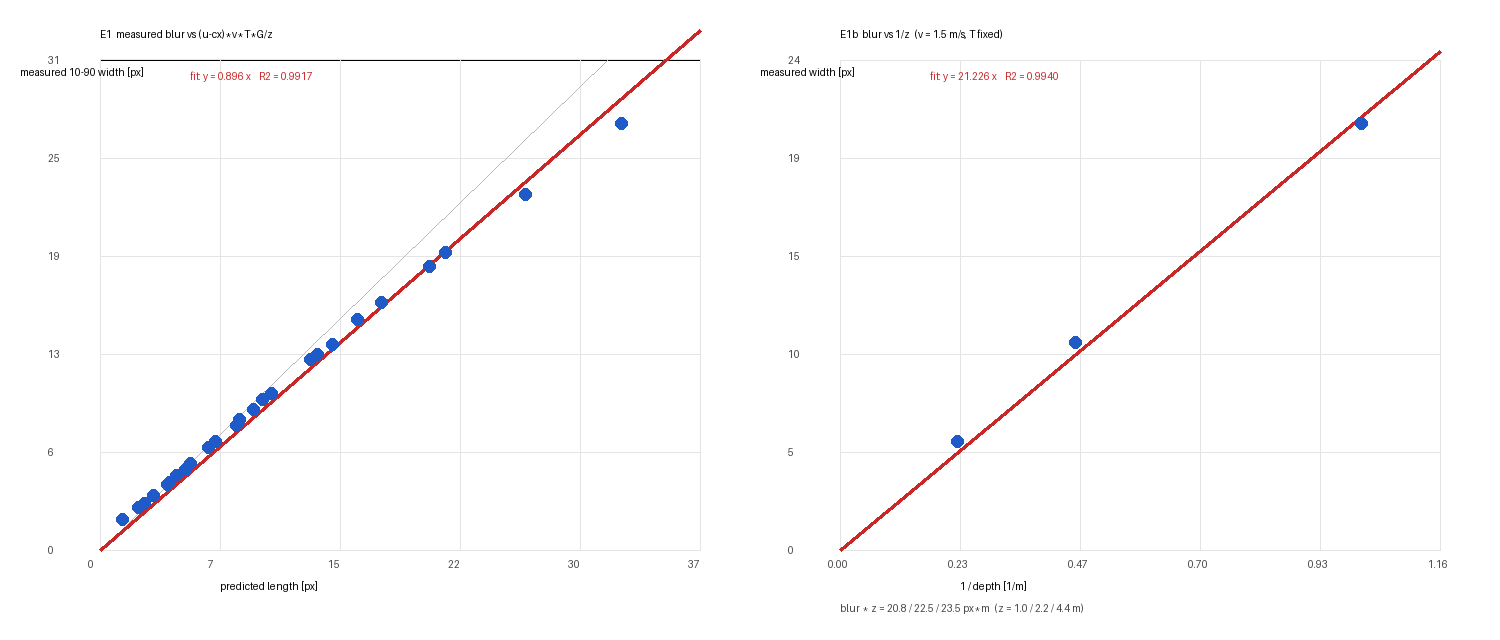 E1 measured blur vs (u-cx)*v*T*G/z
31
measured 10-90 width [px]
fit y = 0.896 x R2 = 0.9917
25
19
13
6
0
0 7 15 22 30 37
predicted length [px]
E1b blur vs 1/z (v = 1.5 m/s, T fixed)
24
measured width [px]
fit y = 21.226 x R2 = 0.9940
19
15
10
5
0
0.00 0.23 0.47 0.70 0.93 1.16
1 / depth [1/m]
blur * z = 20.8 / 22.5 / 23.5 px*m (z = 1.0 / 2.2 / 4.4 m)